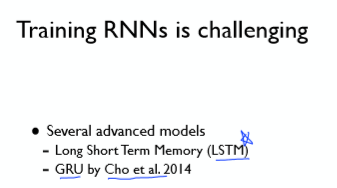 Training RNNs is challenging
• Several advanced models
– Long Short Term Memory (LSTM)
– GRU by Cho et al. 2014